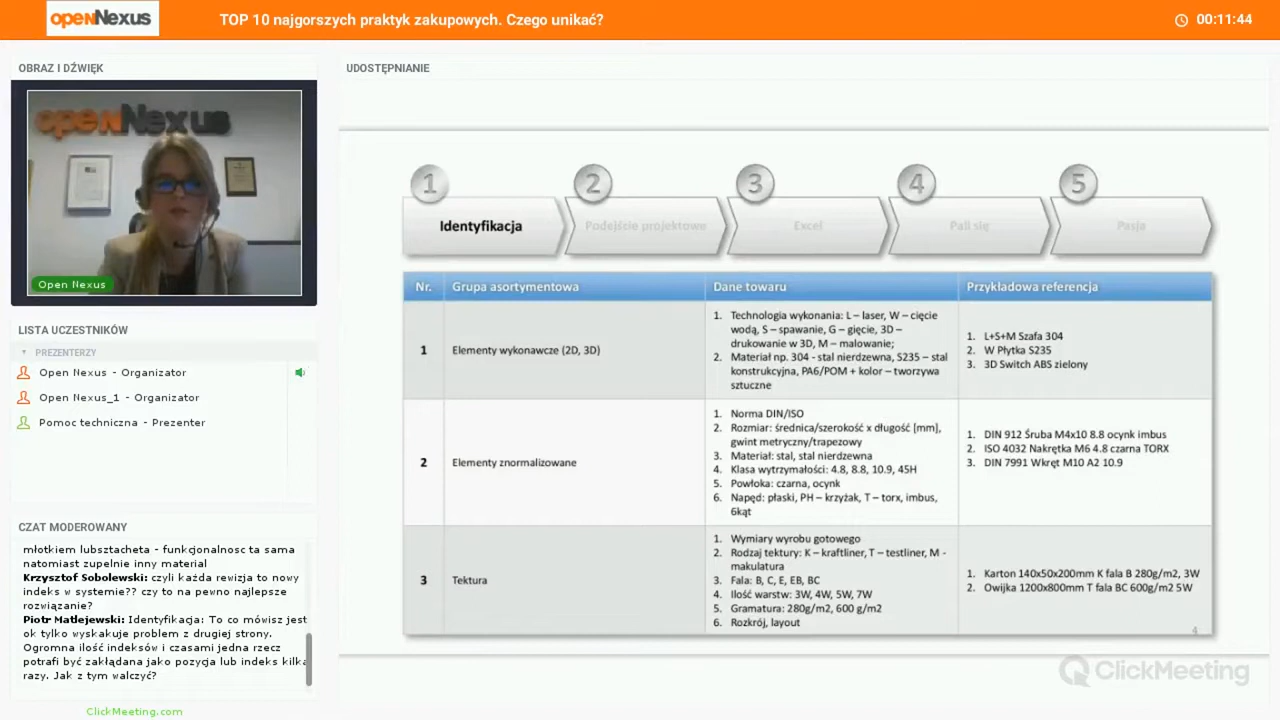 openNexus
TOP 10 najgorszych praktyk zakupowych. Czego unikać?
00:11:44
OBRAZ I DŹWIĘK
openNexus
Open Nexus
LISTA UCZESTNIKÓW
PREZENTERZY
Open Nexus - Organizator
Open Nexus_1 - Organizator
Pomoc techniczna - Prezenter
CZAT MODEROWANY
młotkiem lubsztacheta - funkcjonalnosc ta sama
natomiast zupelnie inny material
Krzysztof Sobolewski: czyli każda rewizja to nowy
indeks w systemie?? czy to na pewno najlepsze
rozwiązanie?
Piotr Matlejewski: Identyfikacja: To co mówisz jest
ok tylko wyskakuje problem z drugiej strony.
Ogromna ilość indeksów i czasami jedna rzecz
potrafi być zakłądana jako pozycja lub indeks kilka
razy. Jak z tym walczyć?
ClickMeeting.com
UDOSTĘPNIANIE
1
2
3
4
5
Identyfikacja
Podejście projektowe
Excel
Pali się
Pasja
Nr.
Grupa asortymentowa
Dane towaru
Przykładowa referencja
1
Elementy wykonawcze (2D, 3D)
1. Technologia wykonania: L – laser, W – cięcie
wodą, S – spawanie, G – gięcie, 3D –
drukowanie w 3D, M – malowanie;
2. Materiał np. 304 - stal nierdzewna, S235 – stal
konstrukcyjna, PA6/POM + kolor – tworzywa
sztuczne
1. L+S+M Szafa 304
2. W Płytka S235
3. 3D Switch ABS zielony
2
Elementy znormalizowane
1. Norma DIN/ISO
2. Rozmiar: średnica/szerokość x długość [mm],
gwint metryczny/trapezowy
3. Materiał: stal, stal nierdzewna
4. Klasa wytrzymałości: 4.8, 8.8, 10.9, 45H
5. Powłoka: czarna, ocynk
6. Napęd: płaski, PH – krzyżak, T – torx, imbus,
6kąt
1. DIN 912 Śruba M4x10 8.8 ocynk imbus
2. ISO 4032 Nakrętka M6 4.8 czarna TORX
3. DIN 7991 Wkręt M10 A2 10.9
3
Tektura
1. Wymiary wyrobu gotowego
2. Rodzaj tektury: K – kraftliner, T – testliner, M -
makulatura
3. Fala: B, C, E, EB, BC
4. Ilość warstw: 3W, 4W, 5W, 7W
5. Gramatura: 280g/m2, 600 g/m2
6. Rozkrój, layout
1. Karton 140x50x200mm K fala B 280g/m2, 3W
2. Owijka 1200x800mm T fala BC 600g/m2 5W
4
ClickMeeting